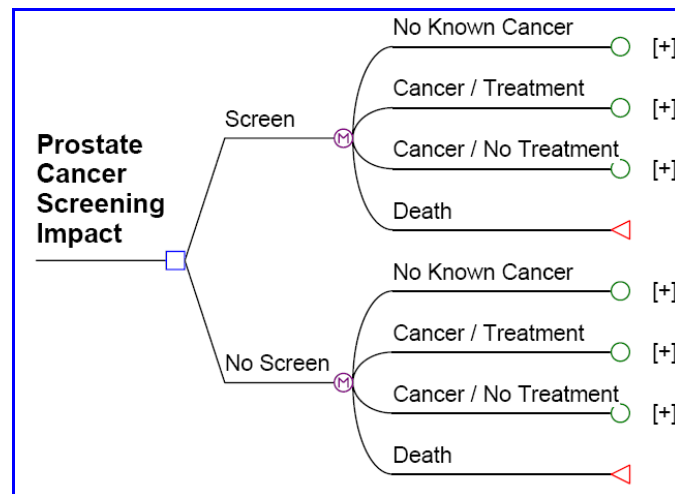 Prostate
Cancer
Screening
Impact
Screen
M
No Known Cancer [+]
Cancer / Treatment [+]
Cancer / No Treatment [+]
Death
No Screen
M
No Known Cancer [+]
Cancer / Treatment [+]
Cancer / No Treatment [+]
Death